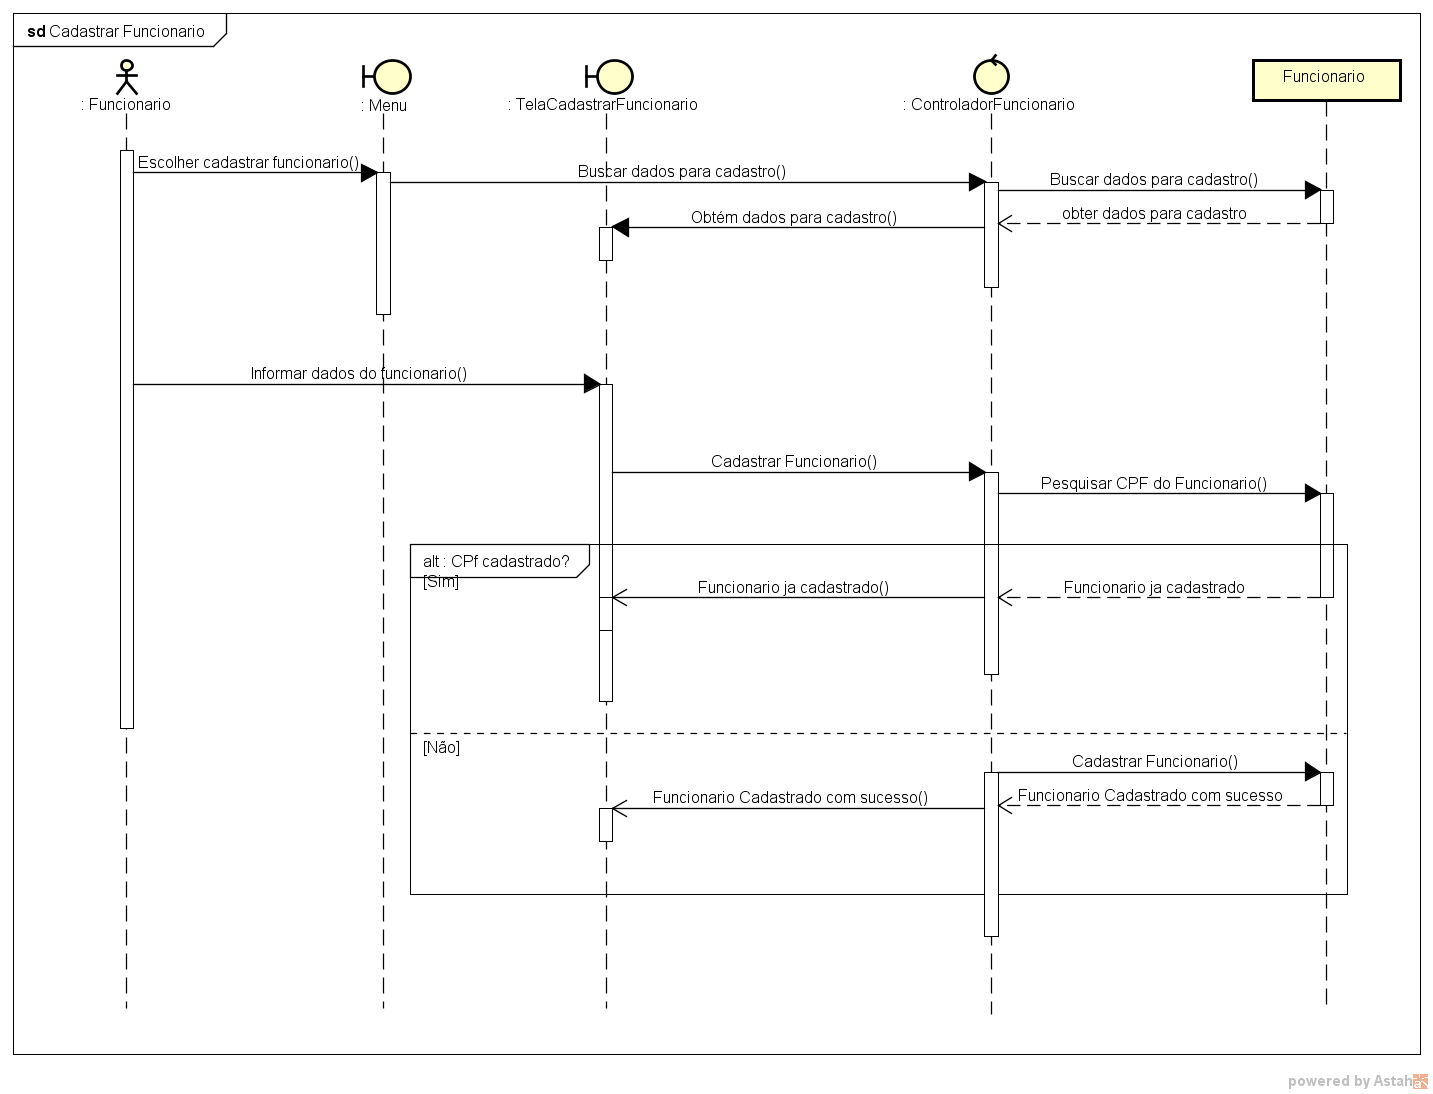 sd Cadastrar Funcionario
: Funcionario
: Menu
: TelaCadastrarFuncionario
: ControladorFuncionario
Funcionario
Escolher cadastrar funcionario()
Buscar dados para cadastro()
Buscar dados para cadastro()
obter dados para cadastro
Obtém dados para cadastro()
Informar dados do funcionario()
Cadastrar Funcionario()
Pesquisar CPF do Funcionario()
alt : CPf cadastrado?
[Sim]
Funcionario ja cadastrado()
Funcionario ja cadastrado
[Não]
Cadastrar Funcionario()
Funcionario Cadastrado com sucesso()
Funcionario Cadastrado com sucesso
powered by Astah